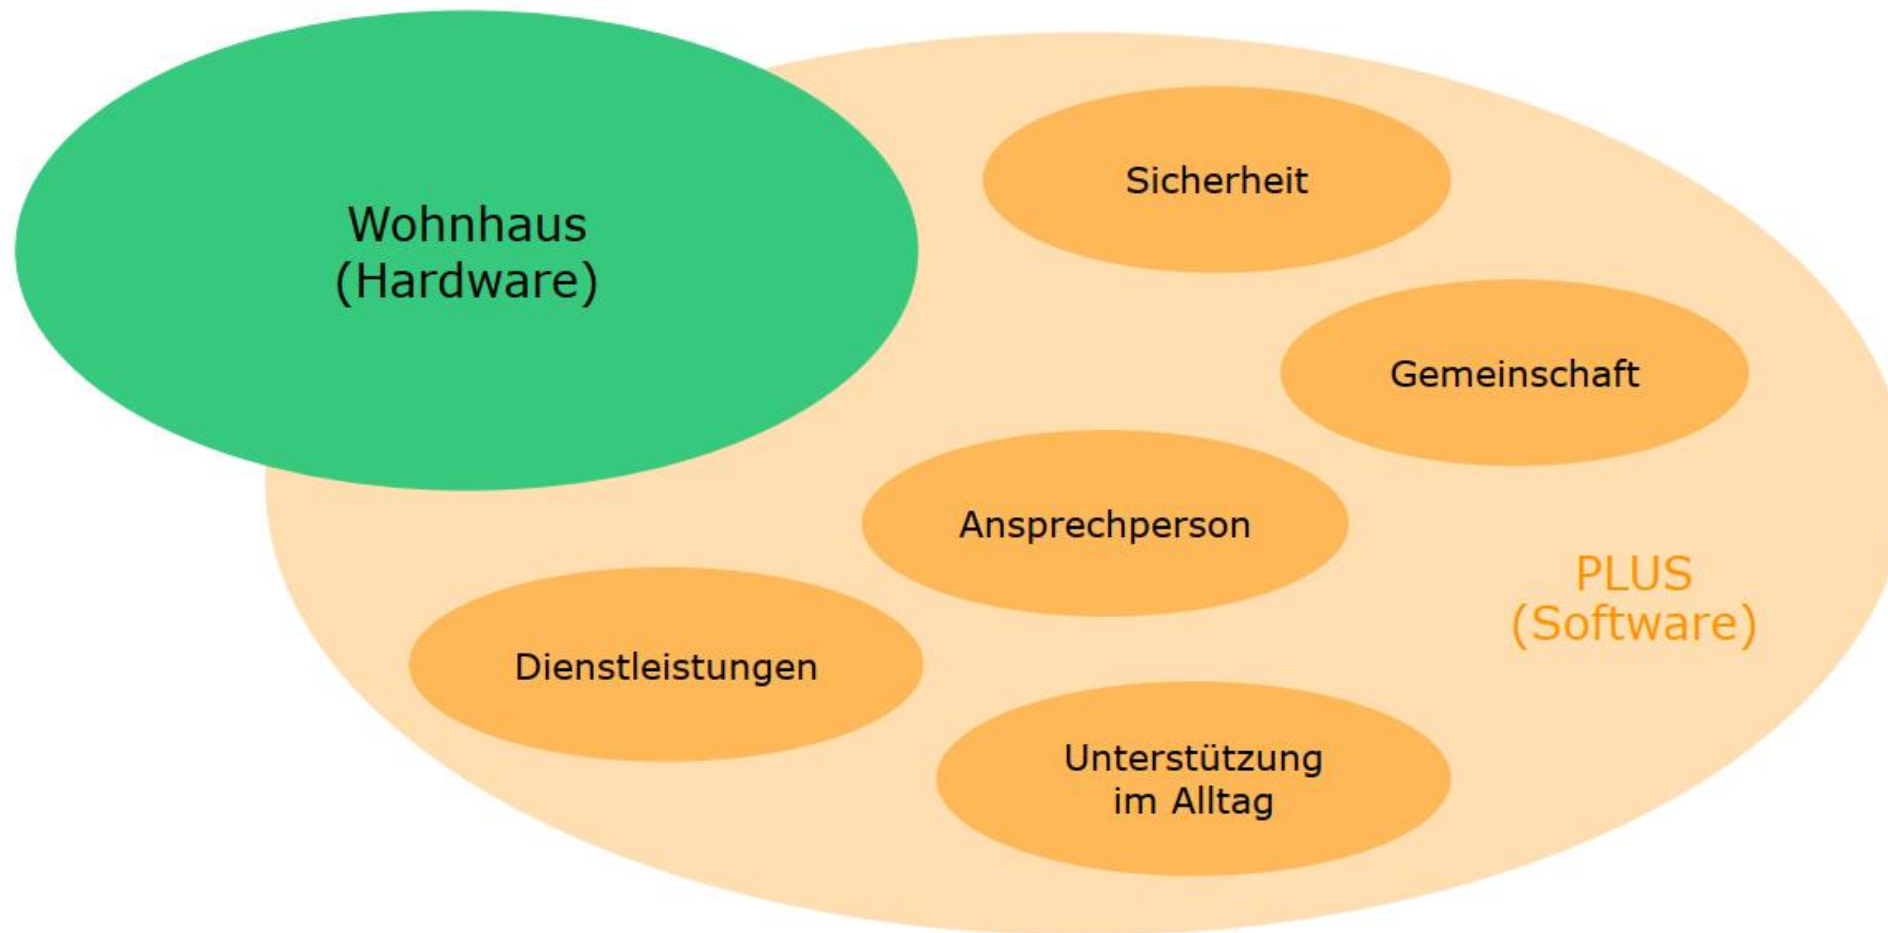 Wohnhaus
(Hardware)
Sicherheit
Gemeinschaft
Ansprechperson
PLUS
(Software)
Dienstleistungen
Unterstützung
im Alltag